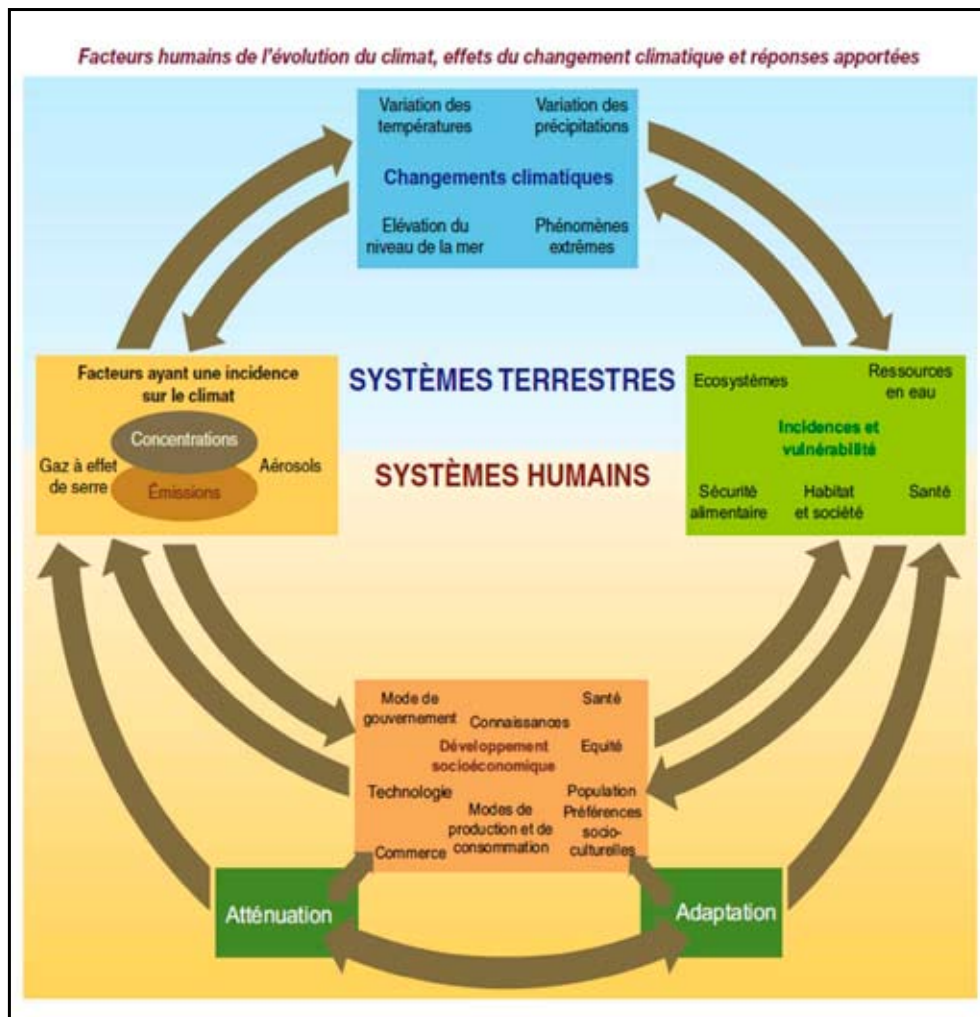 Facteurs humains de l'évolution du climat, effets du changement climatique et réponses apportées
Variation des
températures
Variation des
précipitations
Changements climatiques
Elévation du
niveau de la mer
Phénomènes
extrêmes
Facteurs ayant une incidence
sur le climat
Concentrations
Gaz à effet
de serre
Aérosols
Émissions
SYSTÈMES TERRESTRES
SYSTÈMES HUMAINS
Ecosystèmes
Ressources
en eau
Incidences et
vulnérabilité
Sécurité
alimentaire
Habitat
et société
Santé
Mode de
gouvernement
Connaissances
Santé
Développement
socioéconomique
Equité
Technologie
Modes de
production et de
consommation
Population
Préférences
socio-
culturelles
Commerce
Atténuation
Adaptation